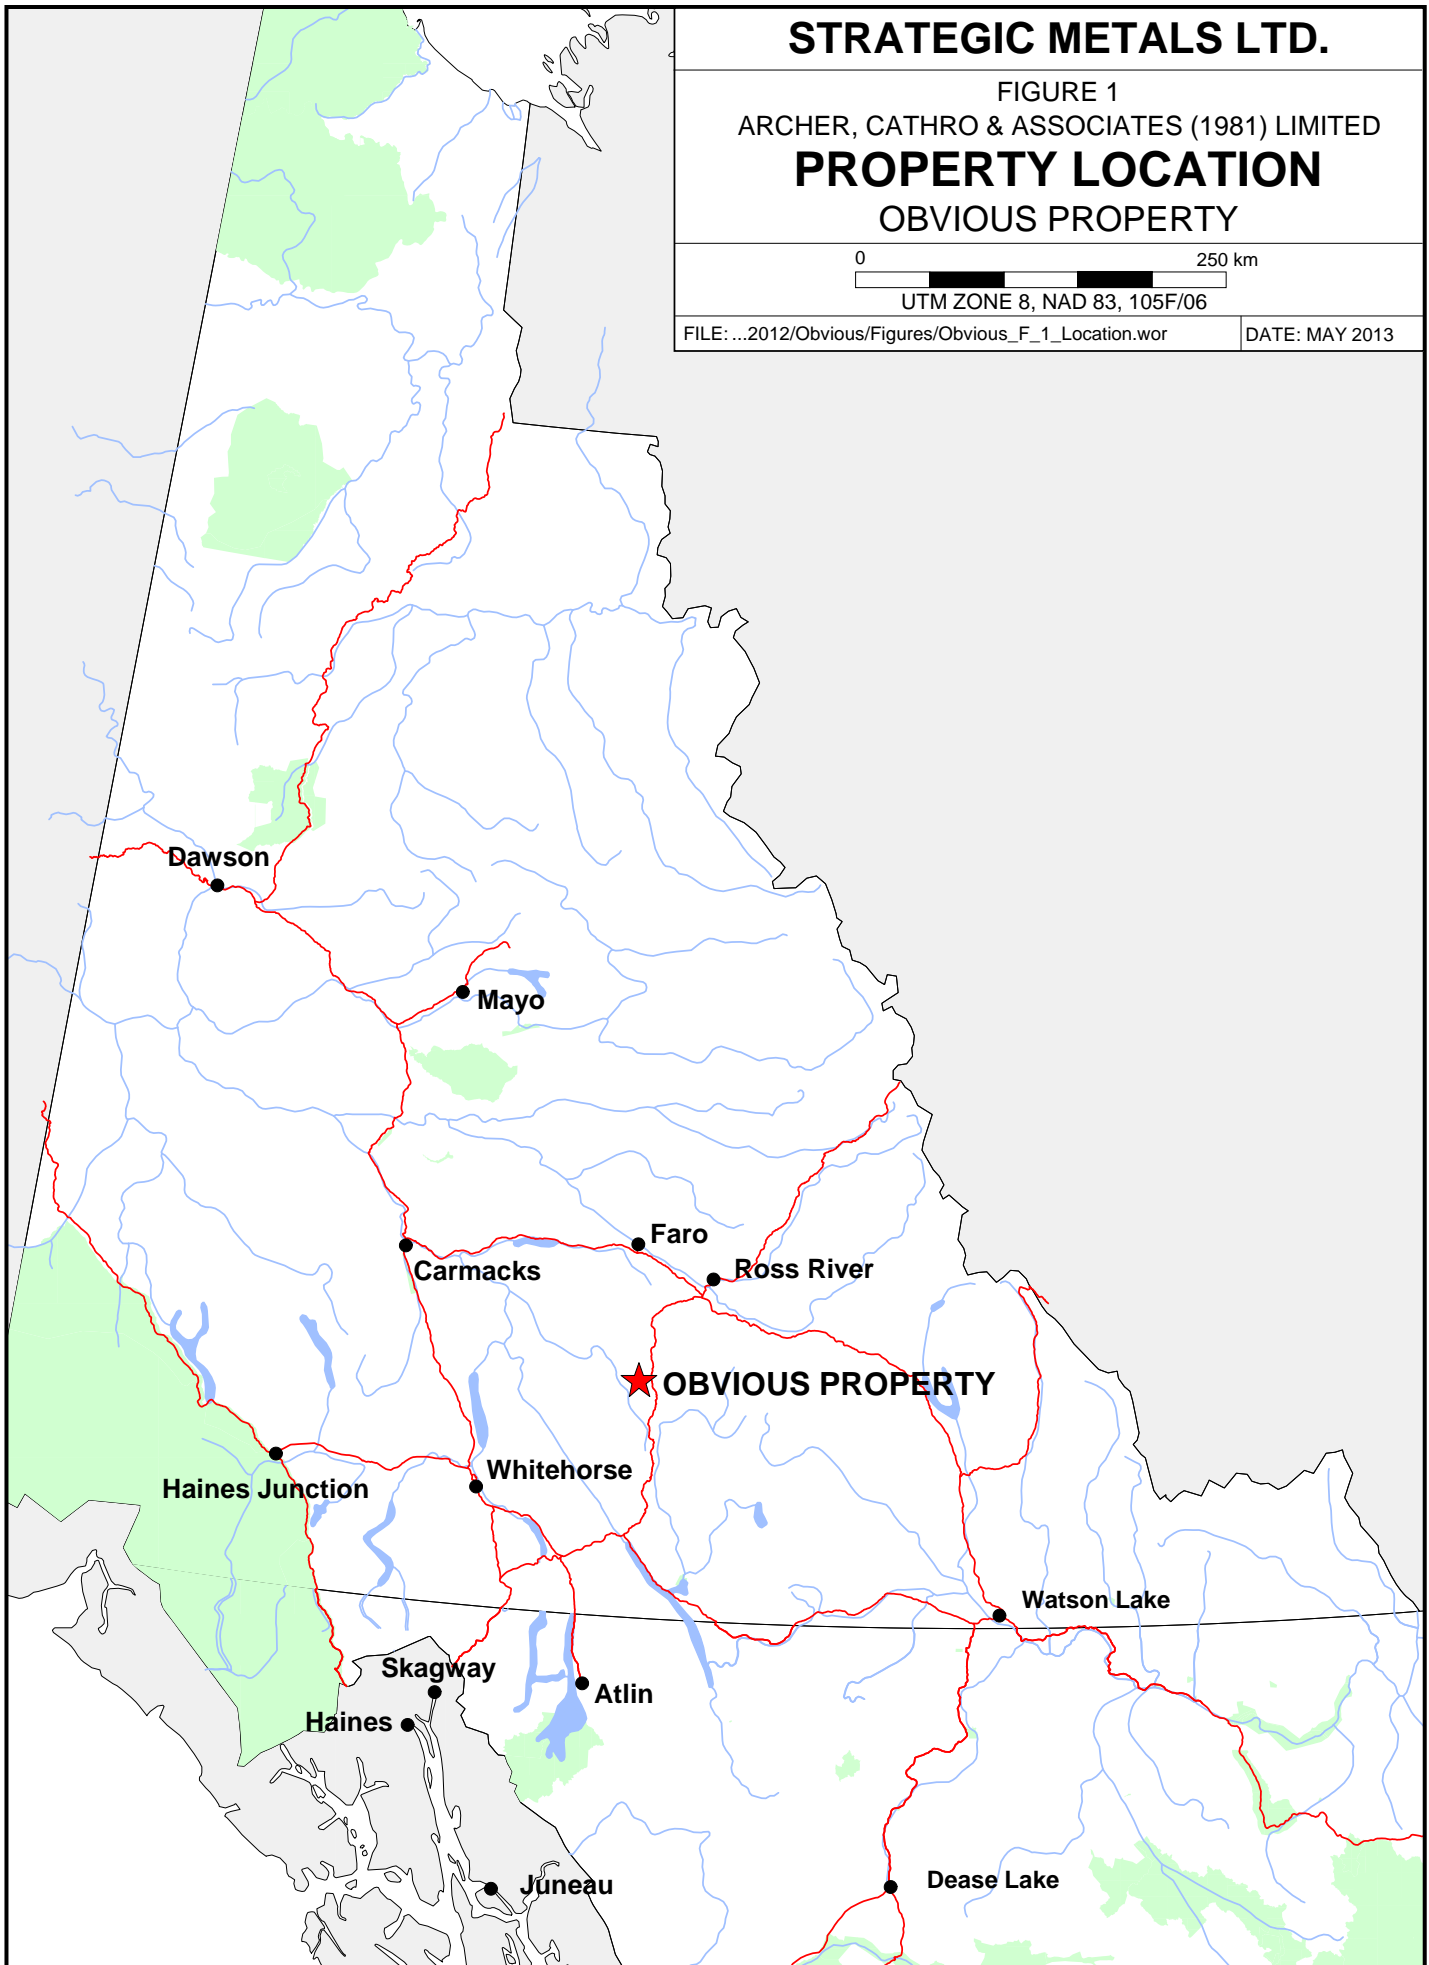 STRATEGIC METALS LTD.
FIGURE 1
ARCHER, CATHRO & ASSOCIATES (1981) LIMITED
PROPERTY LOCATION
OBVIOUS PROPERTY
0 250 km
UTM ZONE 8, NAD 83, 105F/06
FILE: ...2012/Obvious/Figures/Obvious_F_1_Location.wor DATE: MAY 2013
Dawson
Mayo
Faro
Carmacks
Ross River
OBVIOUS PROPERTY
Whitehorse
Haines Junction
Watson Lake
Skagway
Atlin
Haines
Dease Lake
Juneau